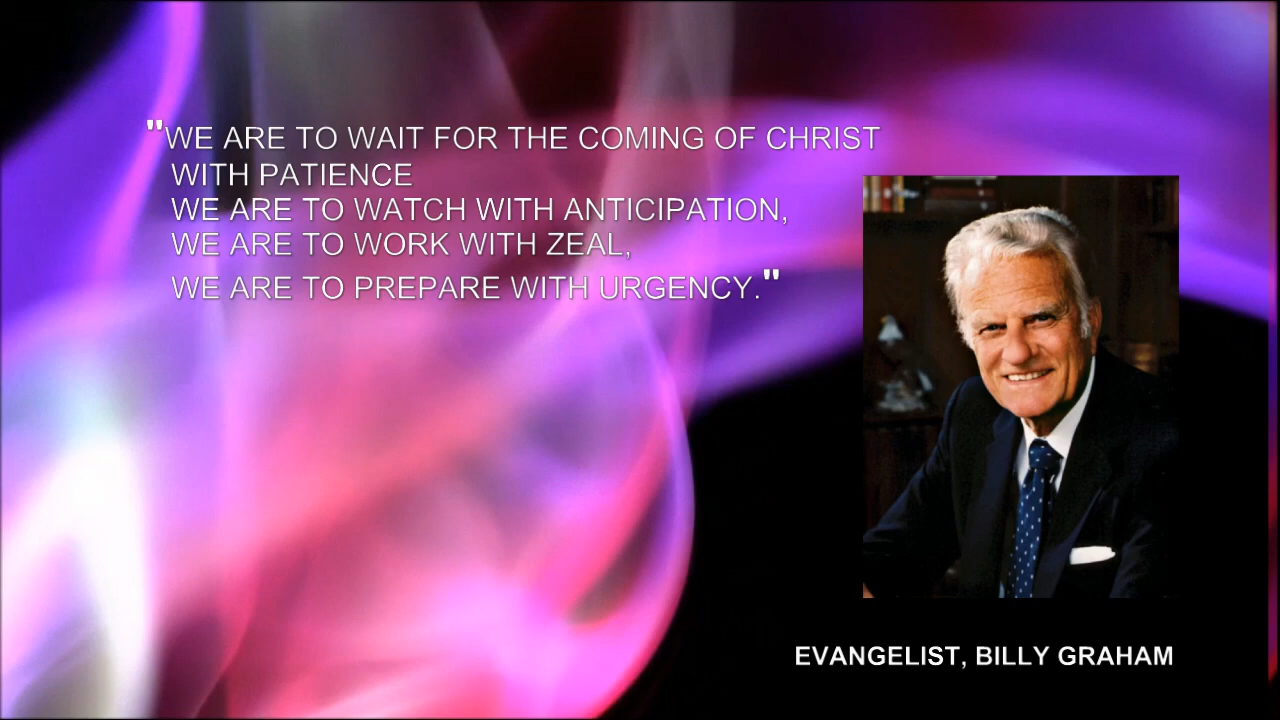 "WE ARE TO WAIT FOR THE COMING OF CHRIST
WITH PATIENCE
WE ARE TO WATCH WITH ANTICIPATION,
WE ARE TO WORK WITH ZEAL,
WE ARE TO PREPARE WITH URGENCY."
EVANGELIST, BILLY GRAHAM